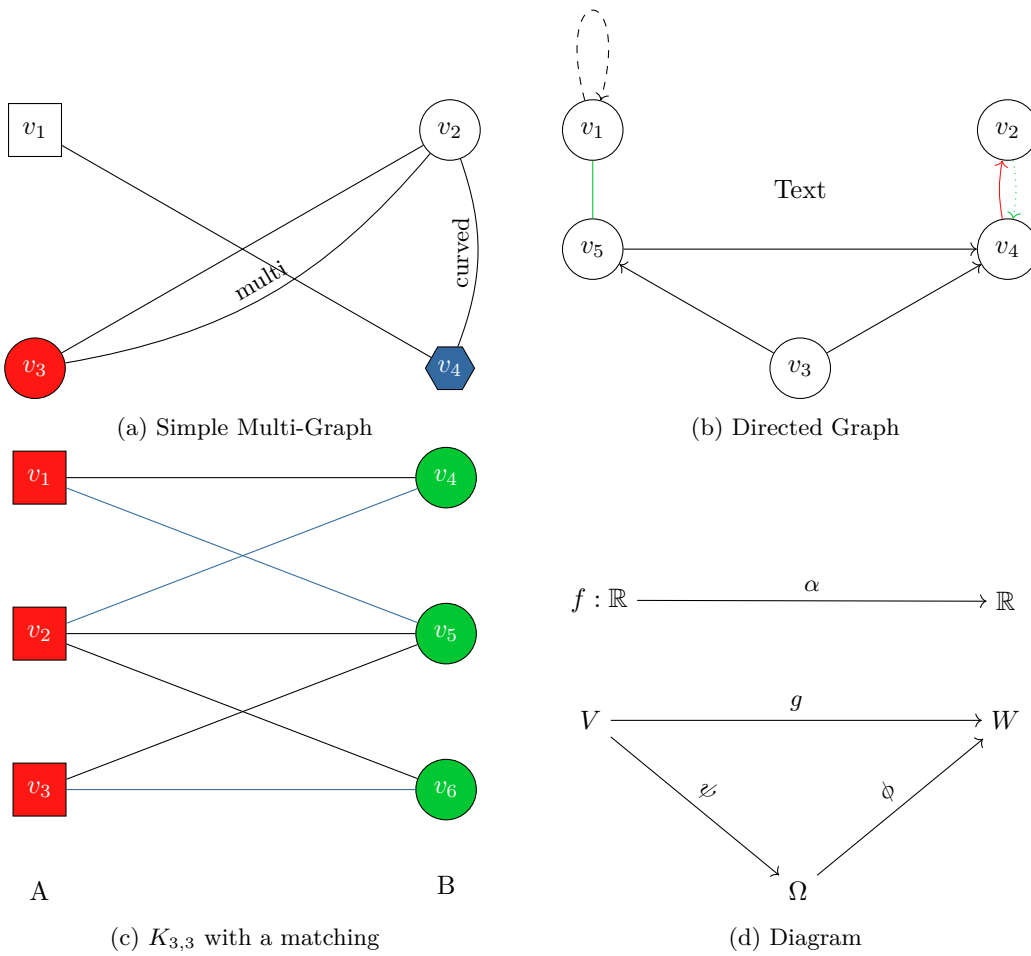 v₁ v₂
multi
curved
v₃ v₄
(a) Simple Multi-Graph
v₁ v₂
Text
v₅ v₄
v₃
(b) Directed Graph
v₁ v₄
v₂ v₅
v₃ v₆
A B
(c) K₃,₃ with a matching
α
f : ℝ ℝ
g
V W
ψ ϕ
Ω
(d) Diagram